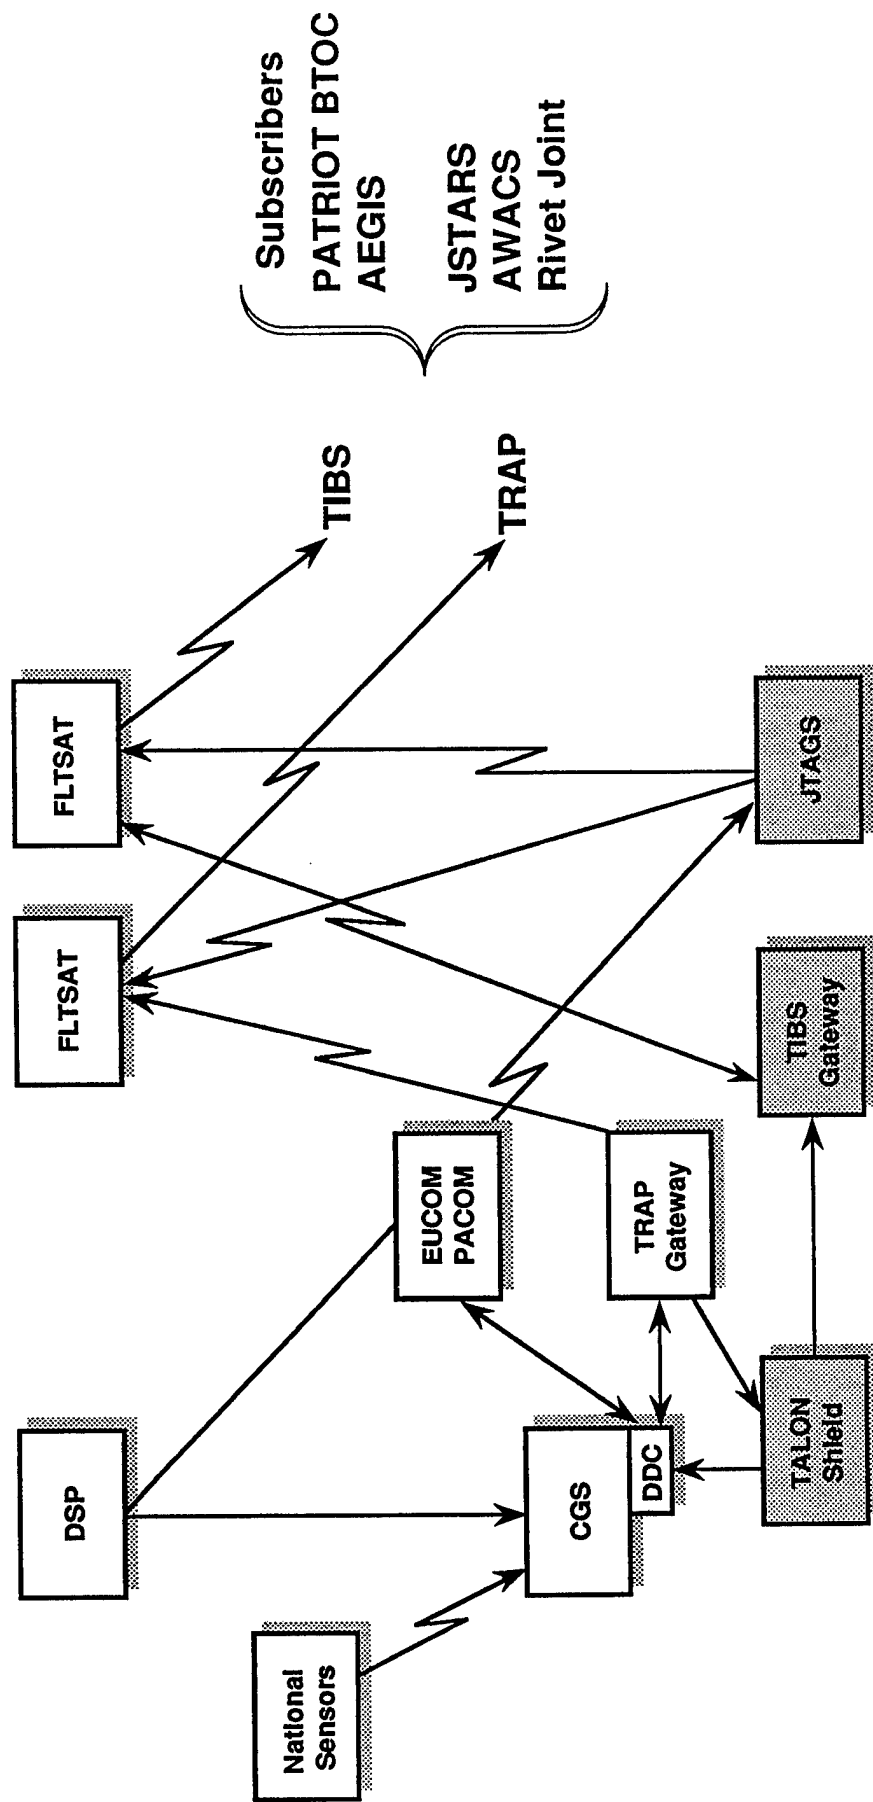 National
Sensors
DSP
CGS
DDC
TALON
Shield
EUCOM
PACOM
TRAP
Gateway
TIBS
Gateway
FLTSAT
FLTSAT
JTAGS
TIBS
TRAP
Subscribers
PATRIOT BTOC
AEGIS
JSTARS
AWACS
Rivet Joint